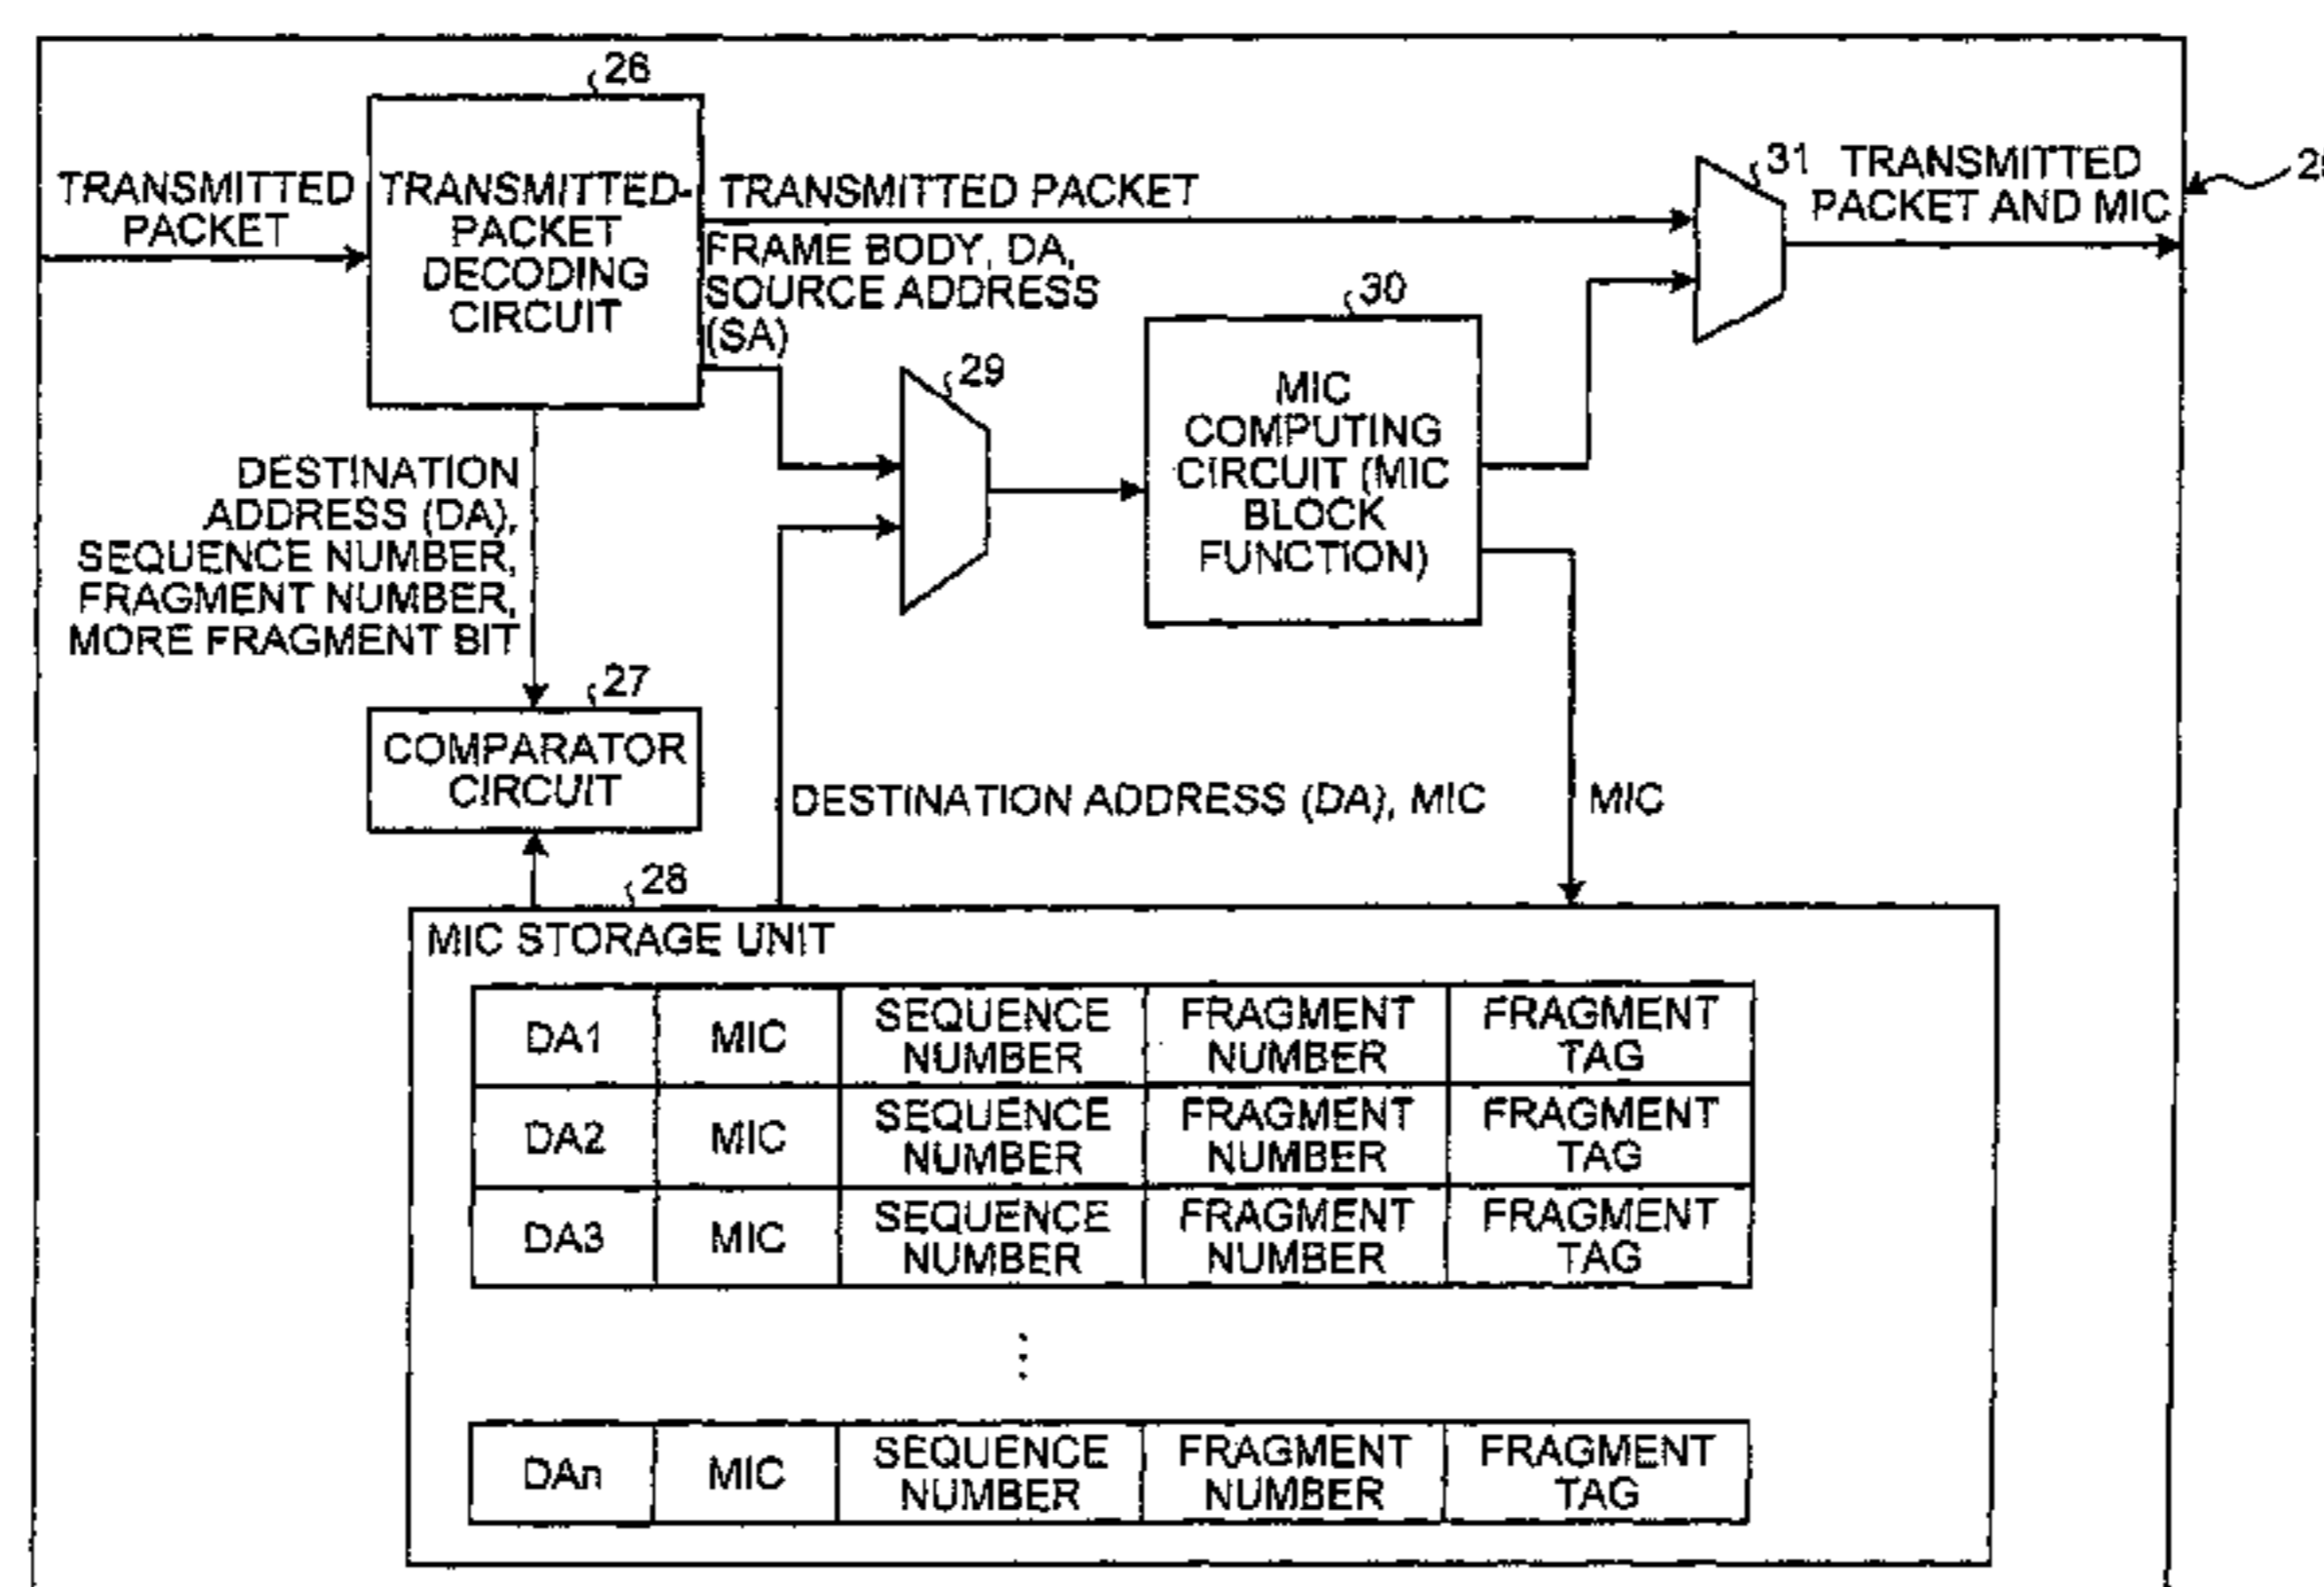 26
TRANSMITTED
PACKET
TRANSMITTED-
PACKET
DECODING
CIRCUIT
TRANSMITTED PACKET
FRAME BODY, DA,
SOURCE ADDRESS
(SA)
31
TRANSMITTED
PACKET AND MIC
29
30
MIC
COMPUTING
CIRCUIT (MIC
BLOCK
FUNCTION)
DESTINATION
ADDRESS (DA),
SEQUENCE NUMBER,
FRAGMENT NUMBER,
MORE FRAGMENT BIT
27
COMPARATOR
CIRCUIT
DESTINATION ADDRESS (DA), MIC
MIC
28
MIC STORAGE UNIT
DA1 MIC SEQUENCE NUMBER FRAGMENT NUMBER FRAGMENT TAG
DA2 MIC SEQUENCE NUMBER FRAGMENT NUMBER FRAGMENT TAG
DA3 MIC SEQUENCE NUMBER FRAGMENT NUMBER FRAGMENT TAG
⋮
DAn MIC SEQUENCE NUMBER FRAGMENT NUMBER FRAGMENT TAG